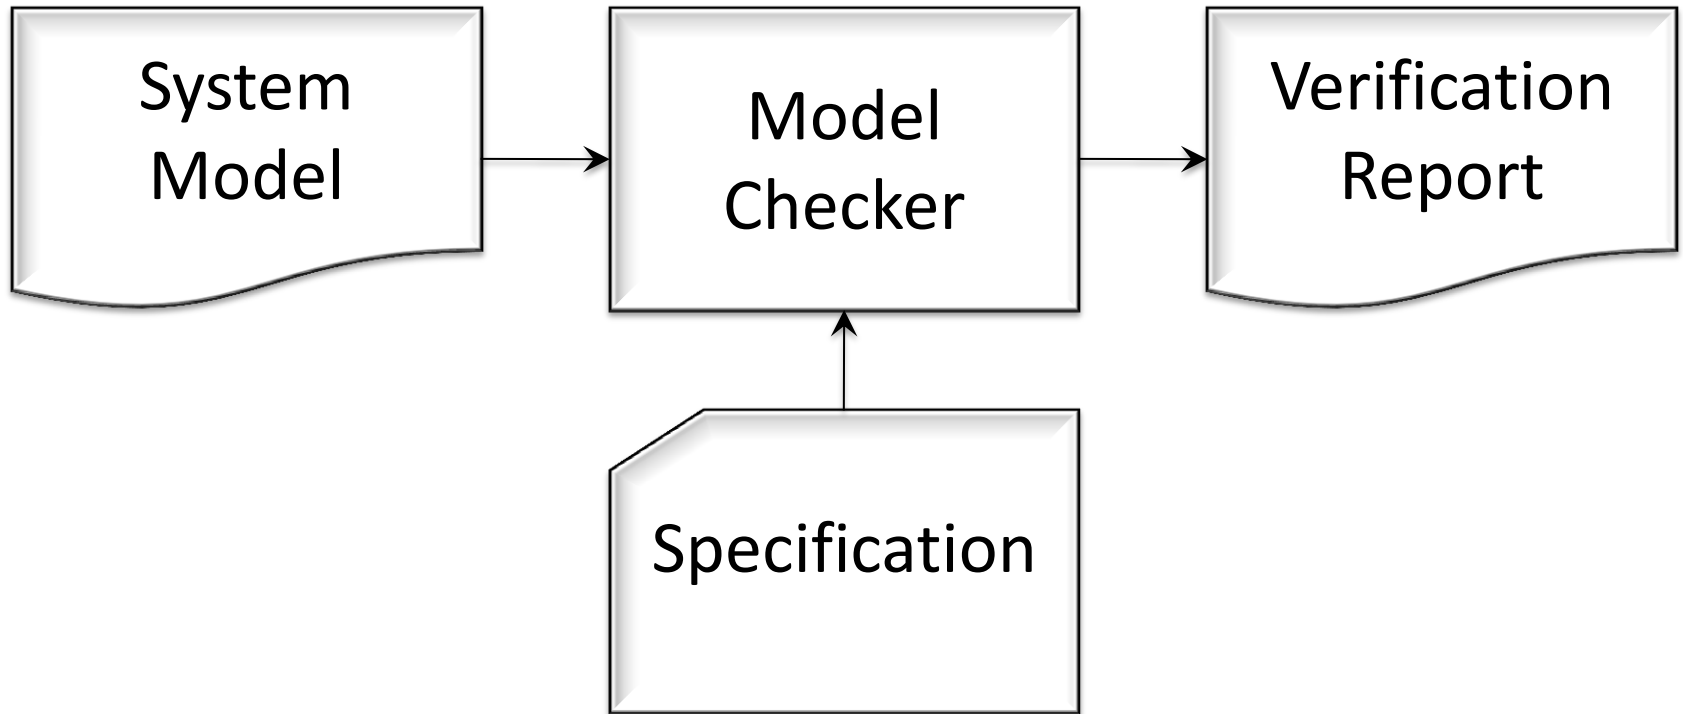 System
Model
Model
Checker
Verification
Report
Specification